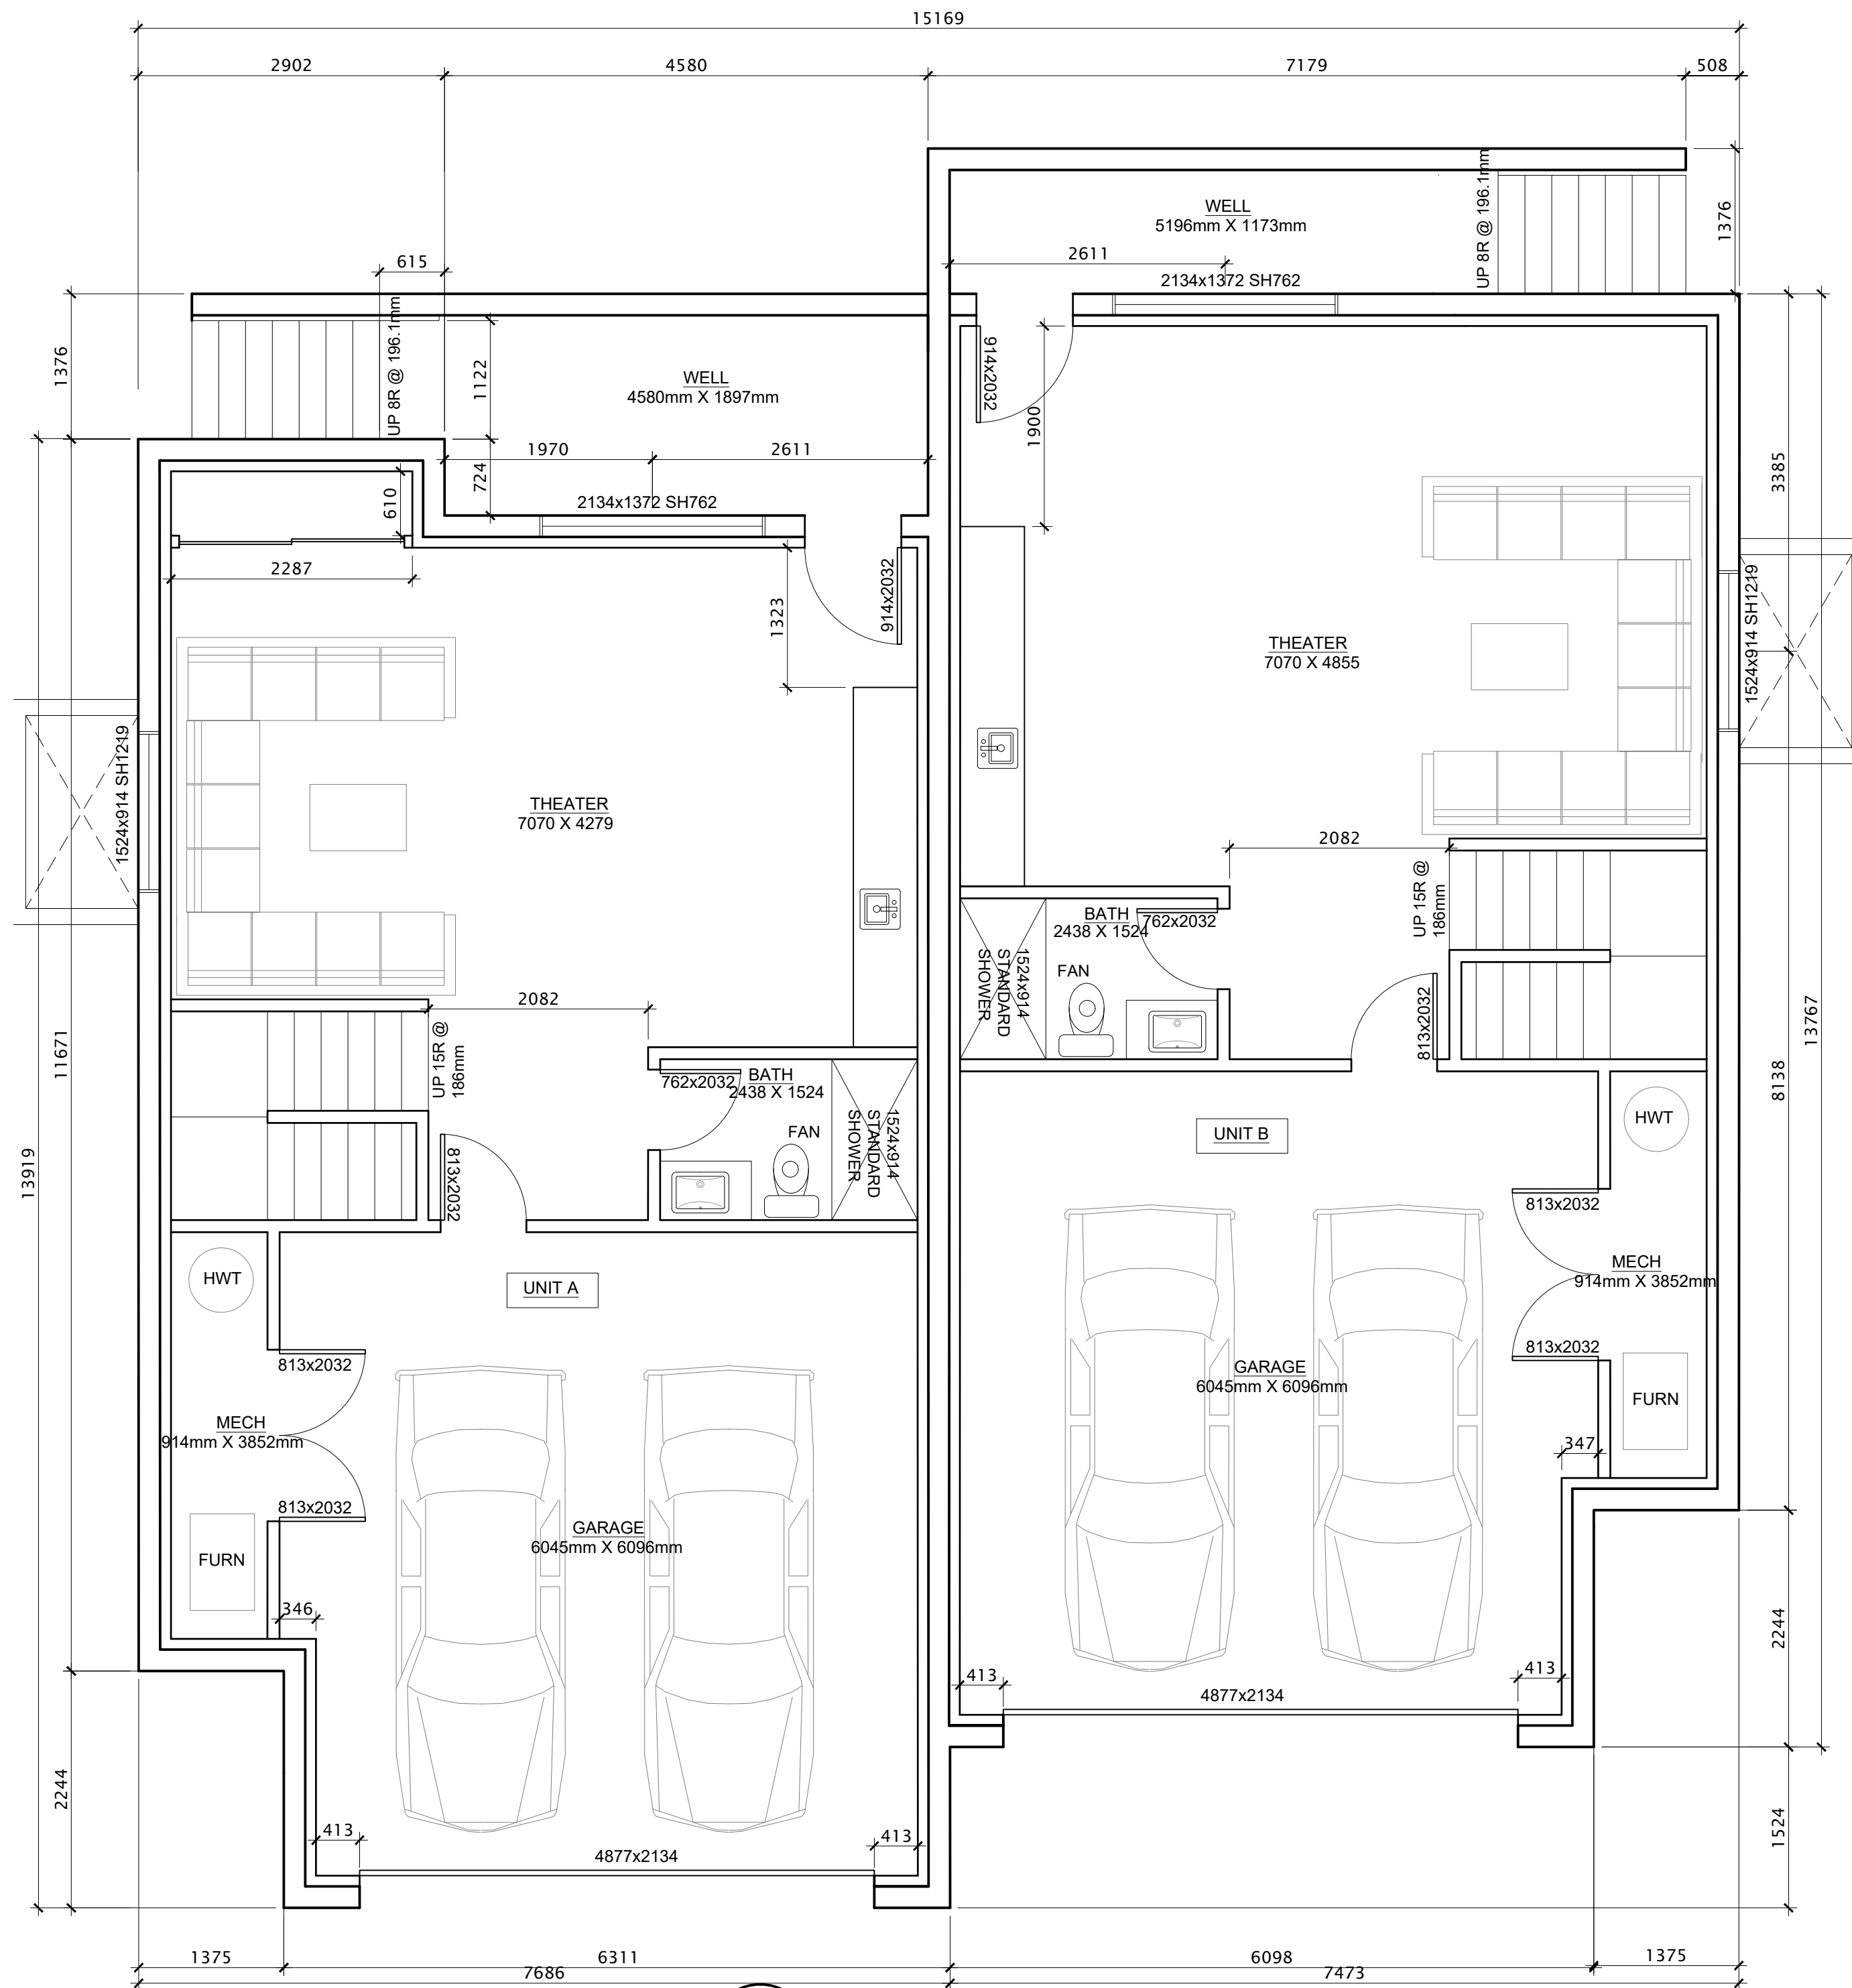 15169
2902
4580
7179
508
WELL
5196mm X 1173mm
UP 8R @ 196.1mm
1376
2611
2134x1372 SH762
615
UP 8R @ 196.1mm
1376
1122
WELL
4580mm X 1897mm
914x2032
1900
724
1970
2611
2134x1372 SH762
610
2287
1323
914x2032
3385
1524x914 SH1219
THEATER
7070 X 4855
1524x914 SH1219
THEATER
7070 X 4279
2082
UP 15R @
186mm
BATH
2438 X 1524
762x2032
1524x914
STANDARD
SHOWER
FAN
813x2032
2082
UP 15R @
186mm
762x2032
BATH
2438 X 1524
FAN
1524x914
STANDARD
SHOWER
813x2032
13767
8138
11671
13919
UNIT B
HWT
813x2032
MECH
914mm X 3852mm
813x2032
FURN
GARAGE
6045mm X 6096mm
347
UNIT A
HWT
813x2032
MECH
914mm X 3852mm
813x2032
FURN
GARAGE
6045mm X 6096mm
346
2244
413
4877x2134
413
2244
413
4877x2134
413
1524
1375
6311
6098
1375
7686
7473